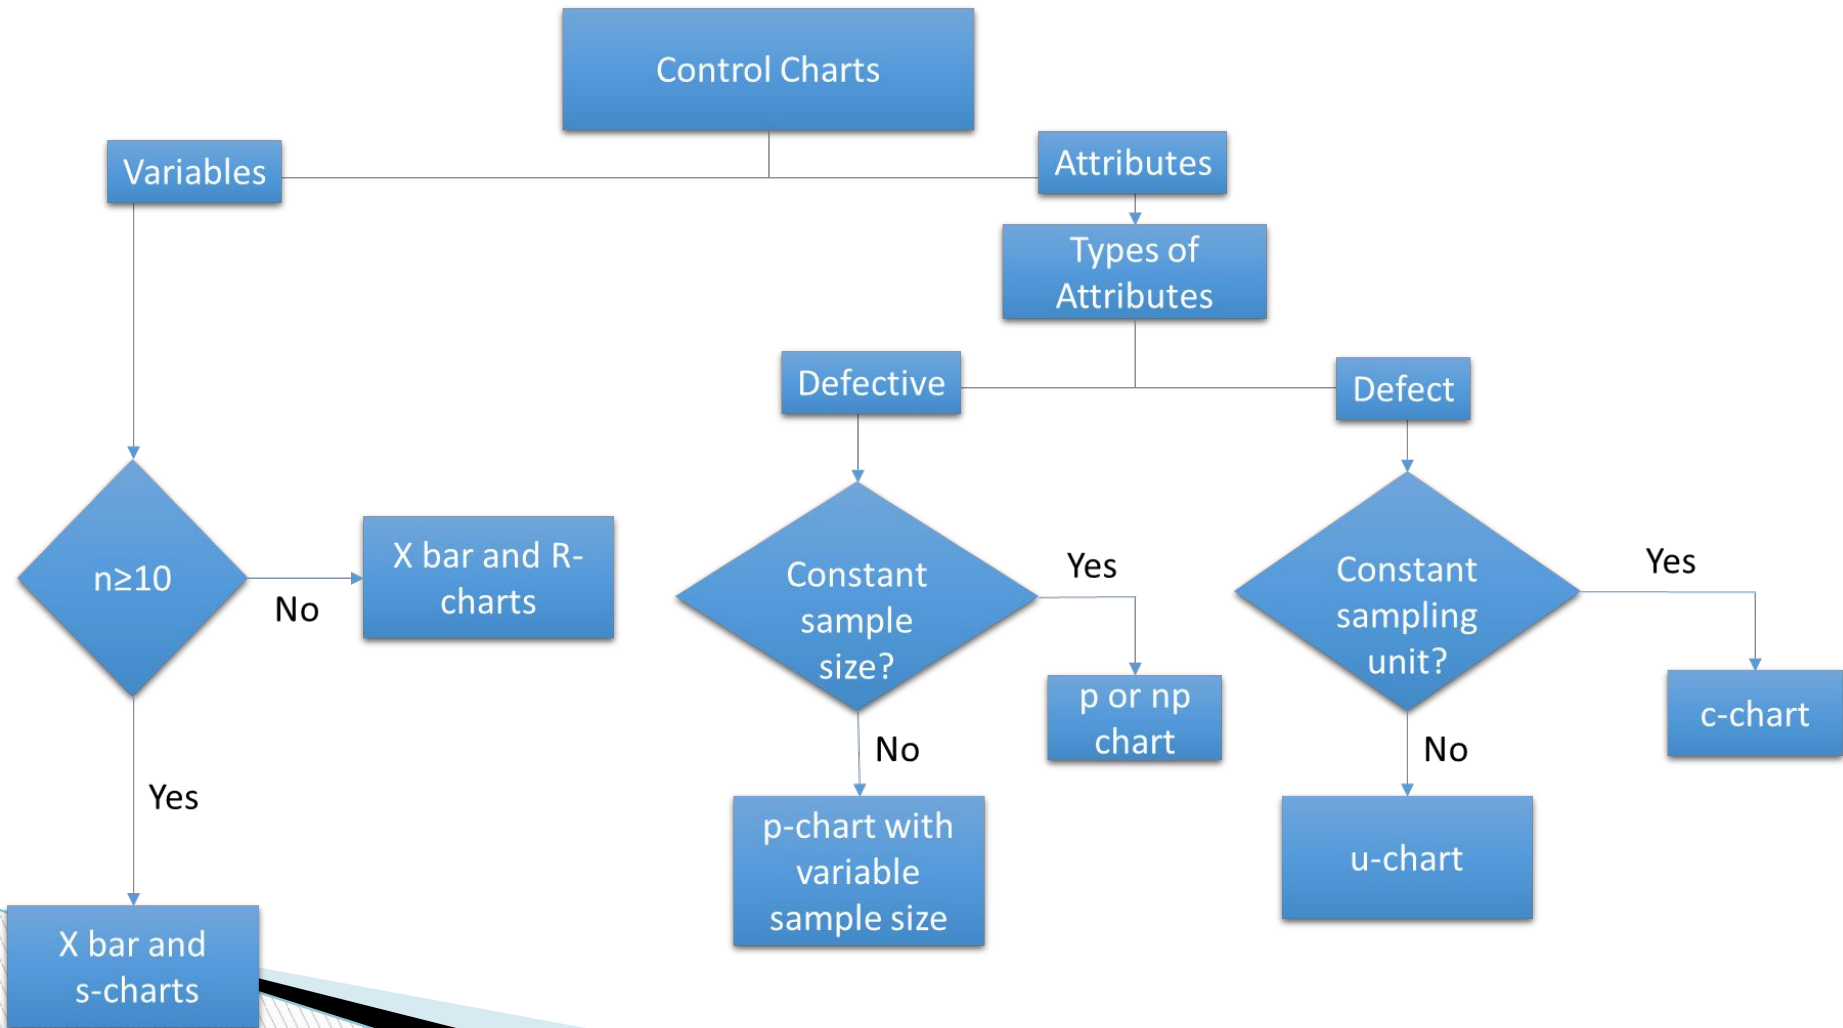 Control Charts
Variables
Attributes
Types of
Attributes
Defective
Defect
n≥10
No
X bar and R-
charts
Yes
X bar and
s-charts
Constant
sample
size?
Yes
p or np
chart
No
p-chart with
variable
sample size
Constant
sampling
unit?
Yes
c-chart
No
u-chart